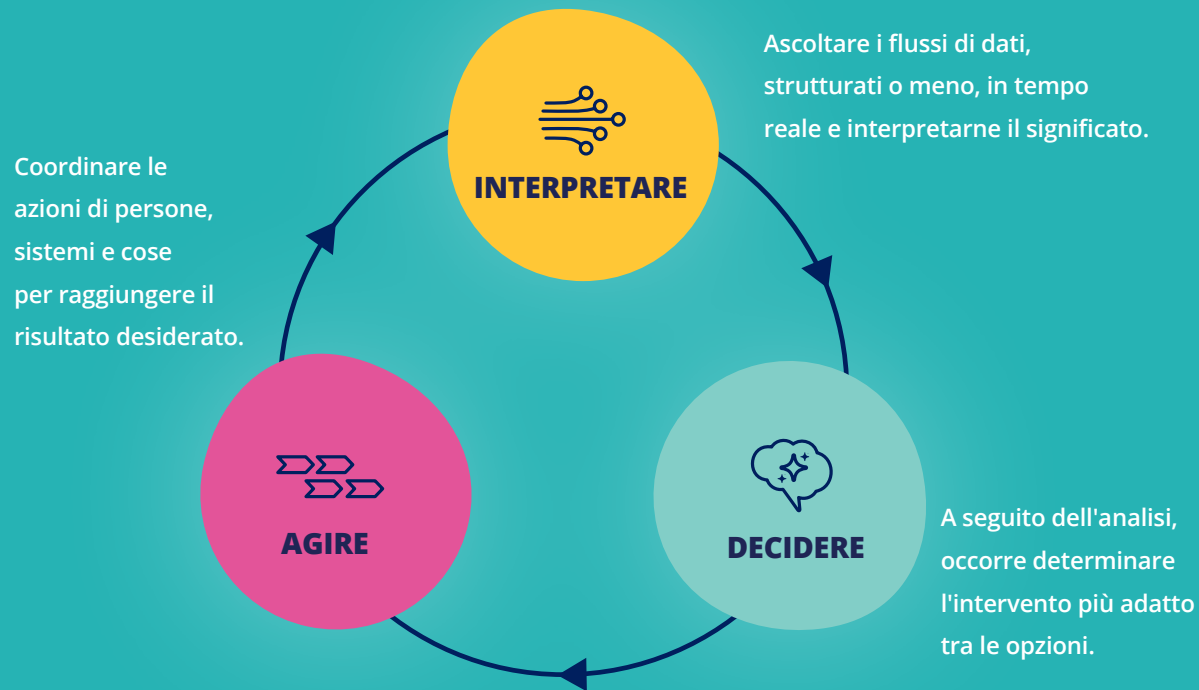 INTERPRETARE
Ascoltare i flussi di dati,
strutturati o meno, in tempo
reale e interpretarne il significato.
DECIDERE
A seguito dell'analisi,
occorre determinare
l'intervento più adatto
tra le opzioni.
AGIRE
Coordinare le
azioni di persone,
sistemi e cose
per raggiungere il
risultato desiderato.